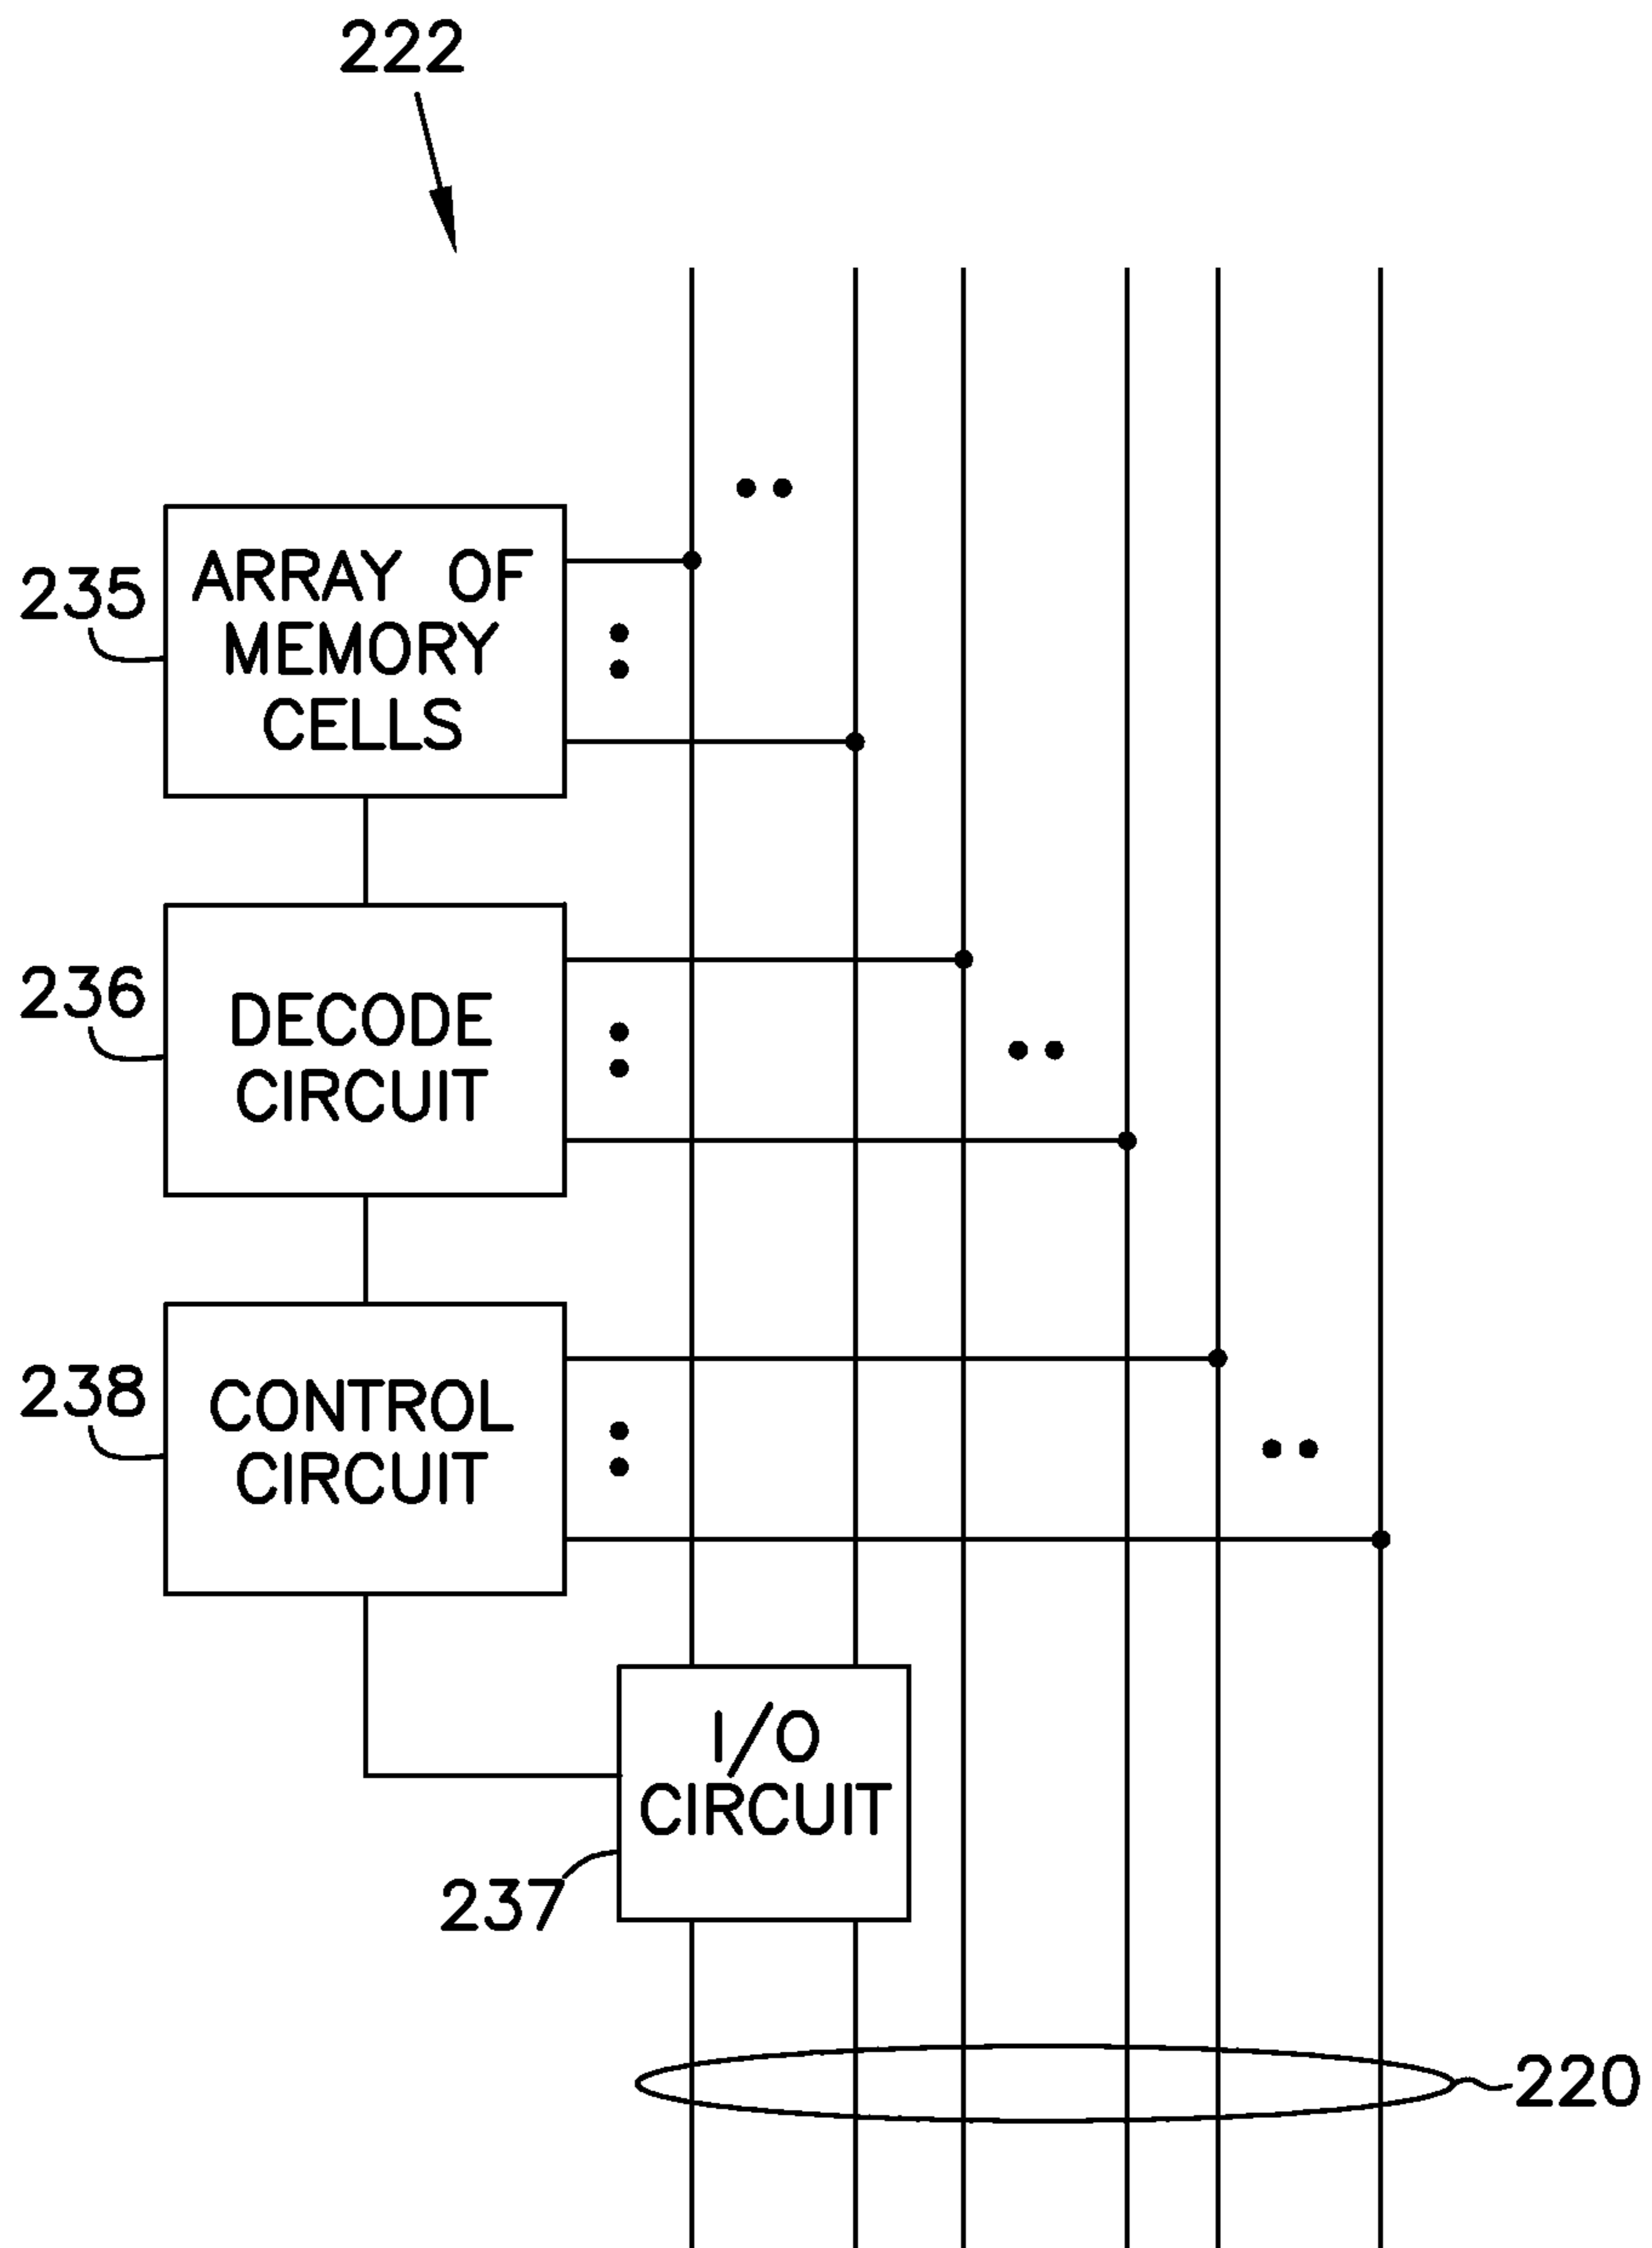 222
235
ARRAY OF
MEMORY
CELLS
236
DECODE
CIRCUIT
238
CONTROL
CIRCUIT
I/O
CIRCUIT
237
220